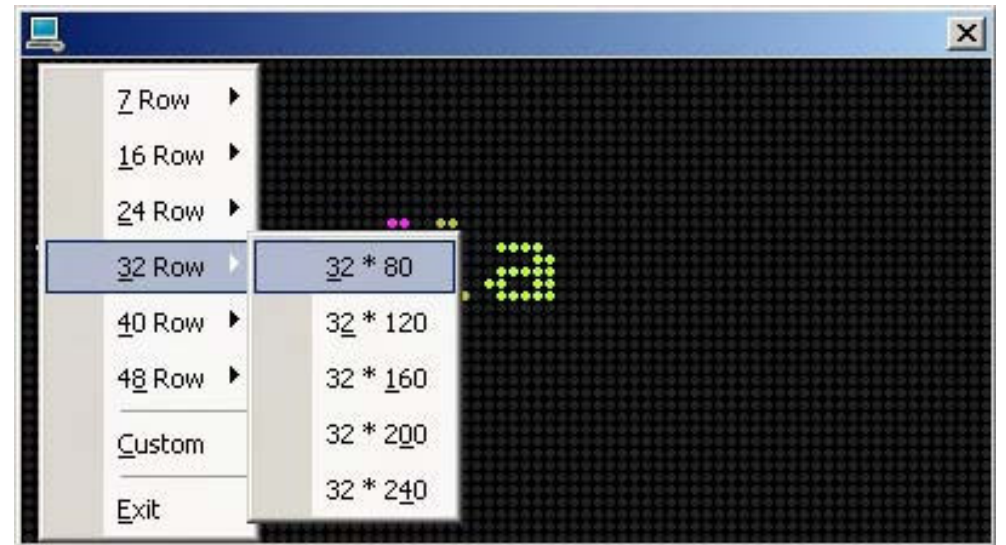 7 Row
16 Row
24 Row
32 Row
40 Row
48 Row
Custom
Exit
32 * 80
32 * 120
32 * 160
32 * 200
32 * 240
a